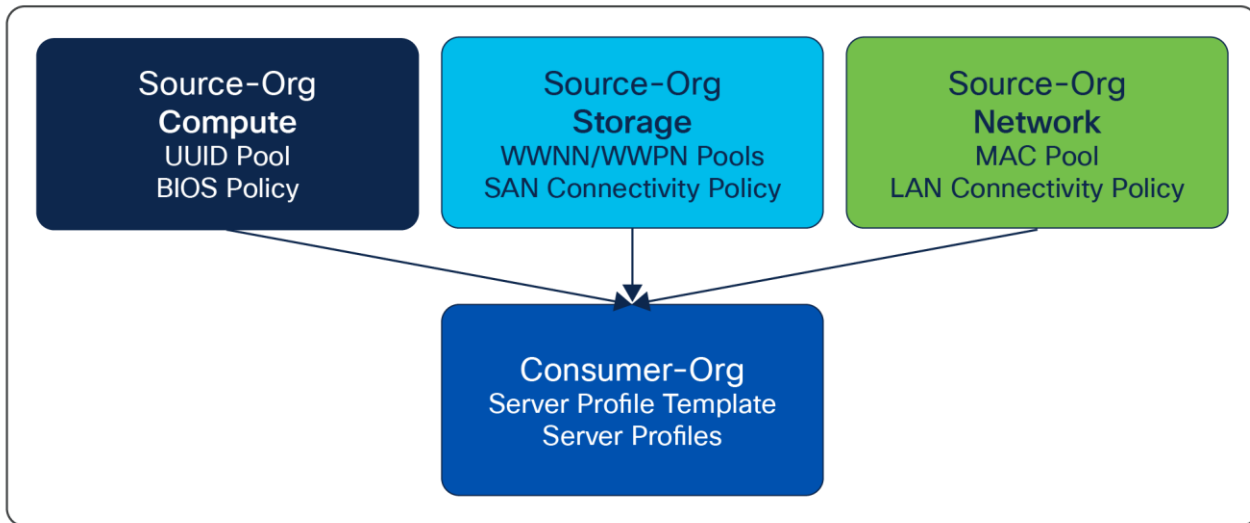 Source-Org
Compute
UUID Pool
BIOS Policy
Source-Org
Storage
WWNN/WWPN Pools
SAN Connectivity Policy
Source-Org
Network
MAC Pool
LAN Connectivity Policy
Consumer-Org
Server Profile Template
Server Profiles